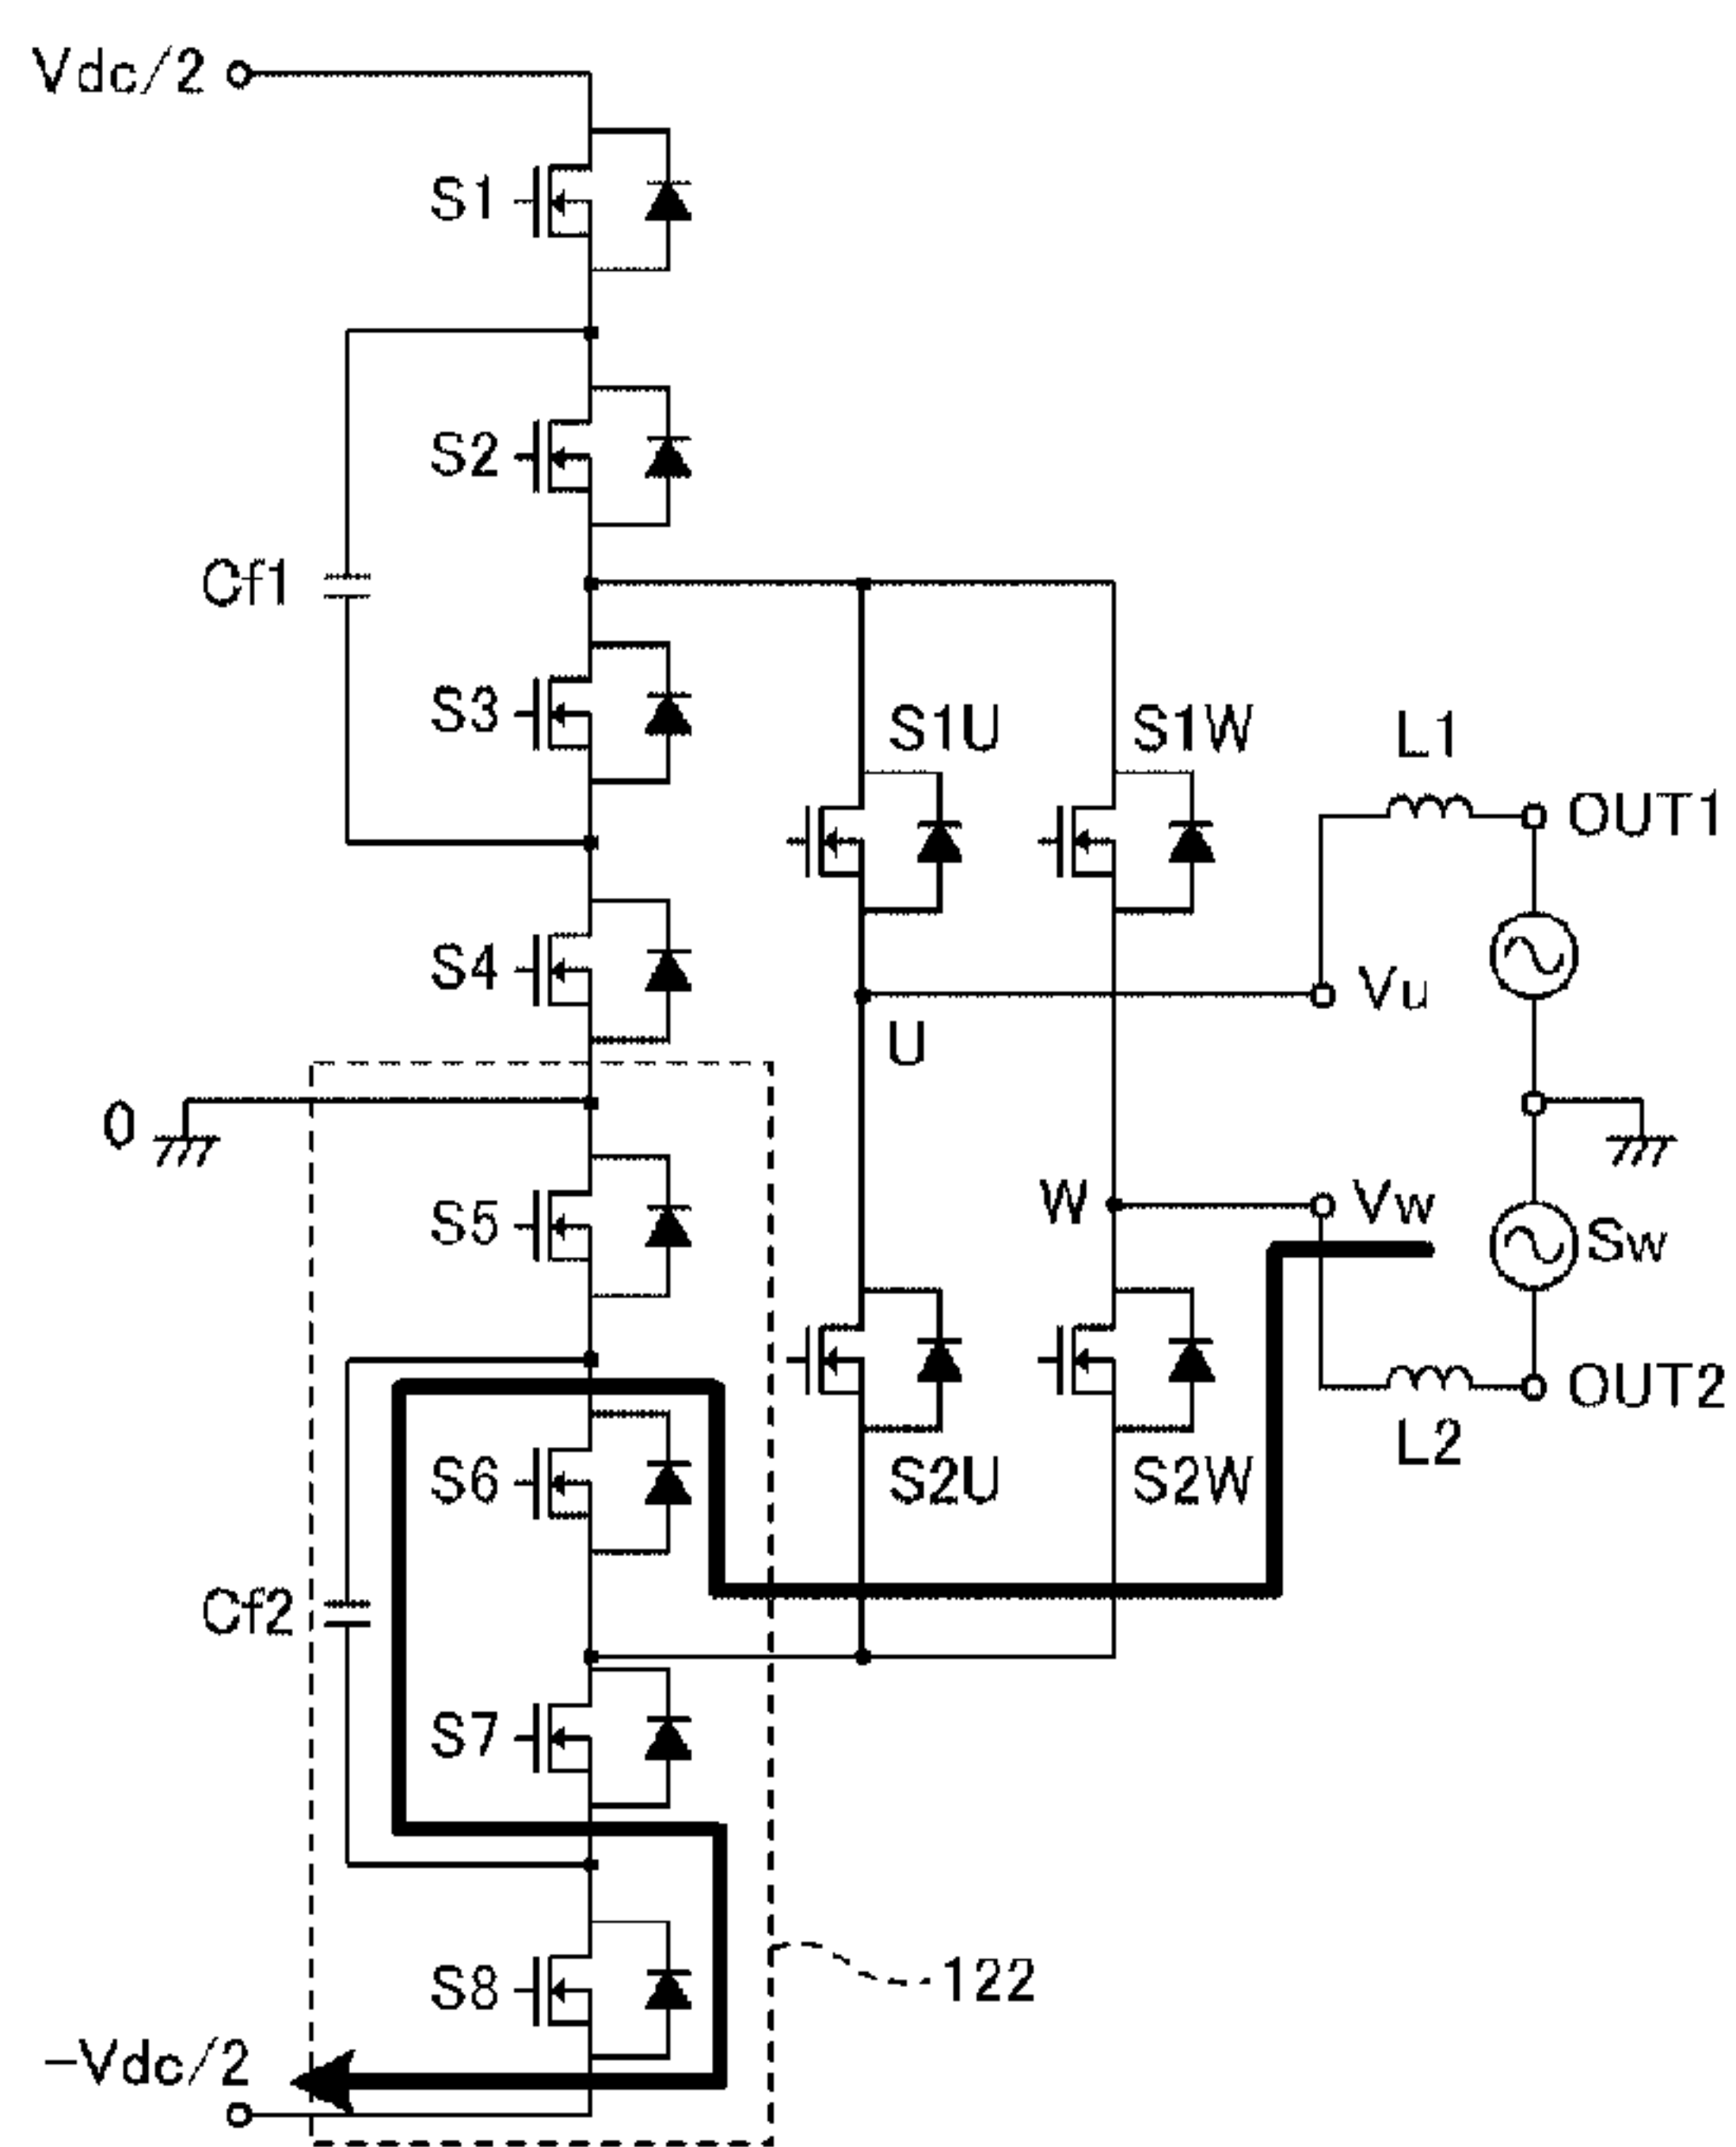 Vdc/2
S1
S2
Cf1
S3
S1U
S1W
L1
OUT1
S4
Vu
U
0
W
Vw
S5
Sw
OUT2
L2
S6
S2U
S2W
Cf2
S7
S8
122
-Vdc/2